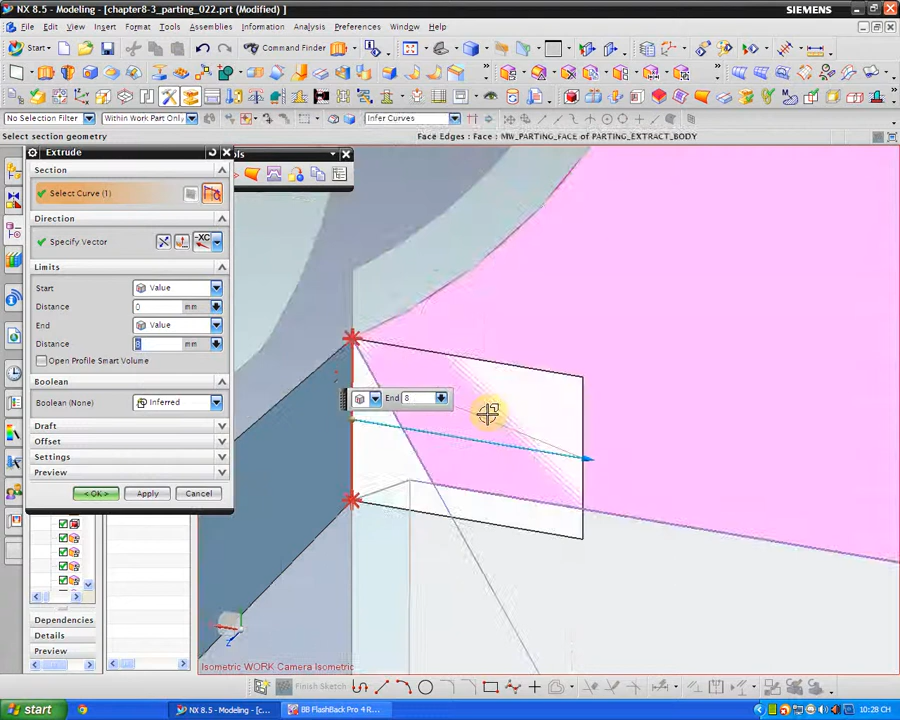 NX 8.5 - Modeling - [chapter8-3_parting_022.prt (Modified) ]
SIEMENS
File Edit View Insert Format Tools Assemblies Information Analysis Preferences Window Help
Start
Command Finder
No Selection Filter
Within Work Part Only
Infer Curves
Select section geometry
Face Edges : Face : MW_PARTING_FACE of PARTING_EXTRACT_BODY
Extrude
ols
Section
Select Curve (1)
Direction
Specify Vector
-XC
Limits
Start
Value
Distance
0
mm
End
Value
Distance
8
mm
Open Profile Smart Volume
Boolean
Boolean (None)
Inferred
Draft
Offset
Settings
Preview
< OK >
Apply
Cancel
End 8
Dependencies
Details
Preview
Z
Isometric WORK Camera Isometric
Finish Sketch
start
NX 8.5 - Modeling - [c...
BB FlashBack Pro 4 R...
10:28 CH